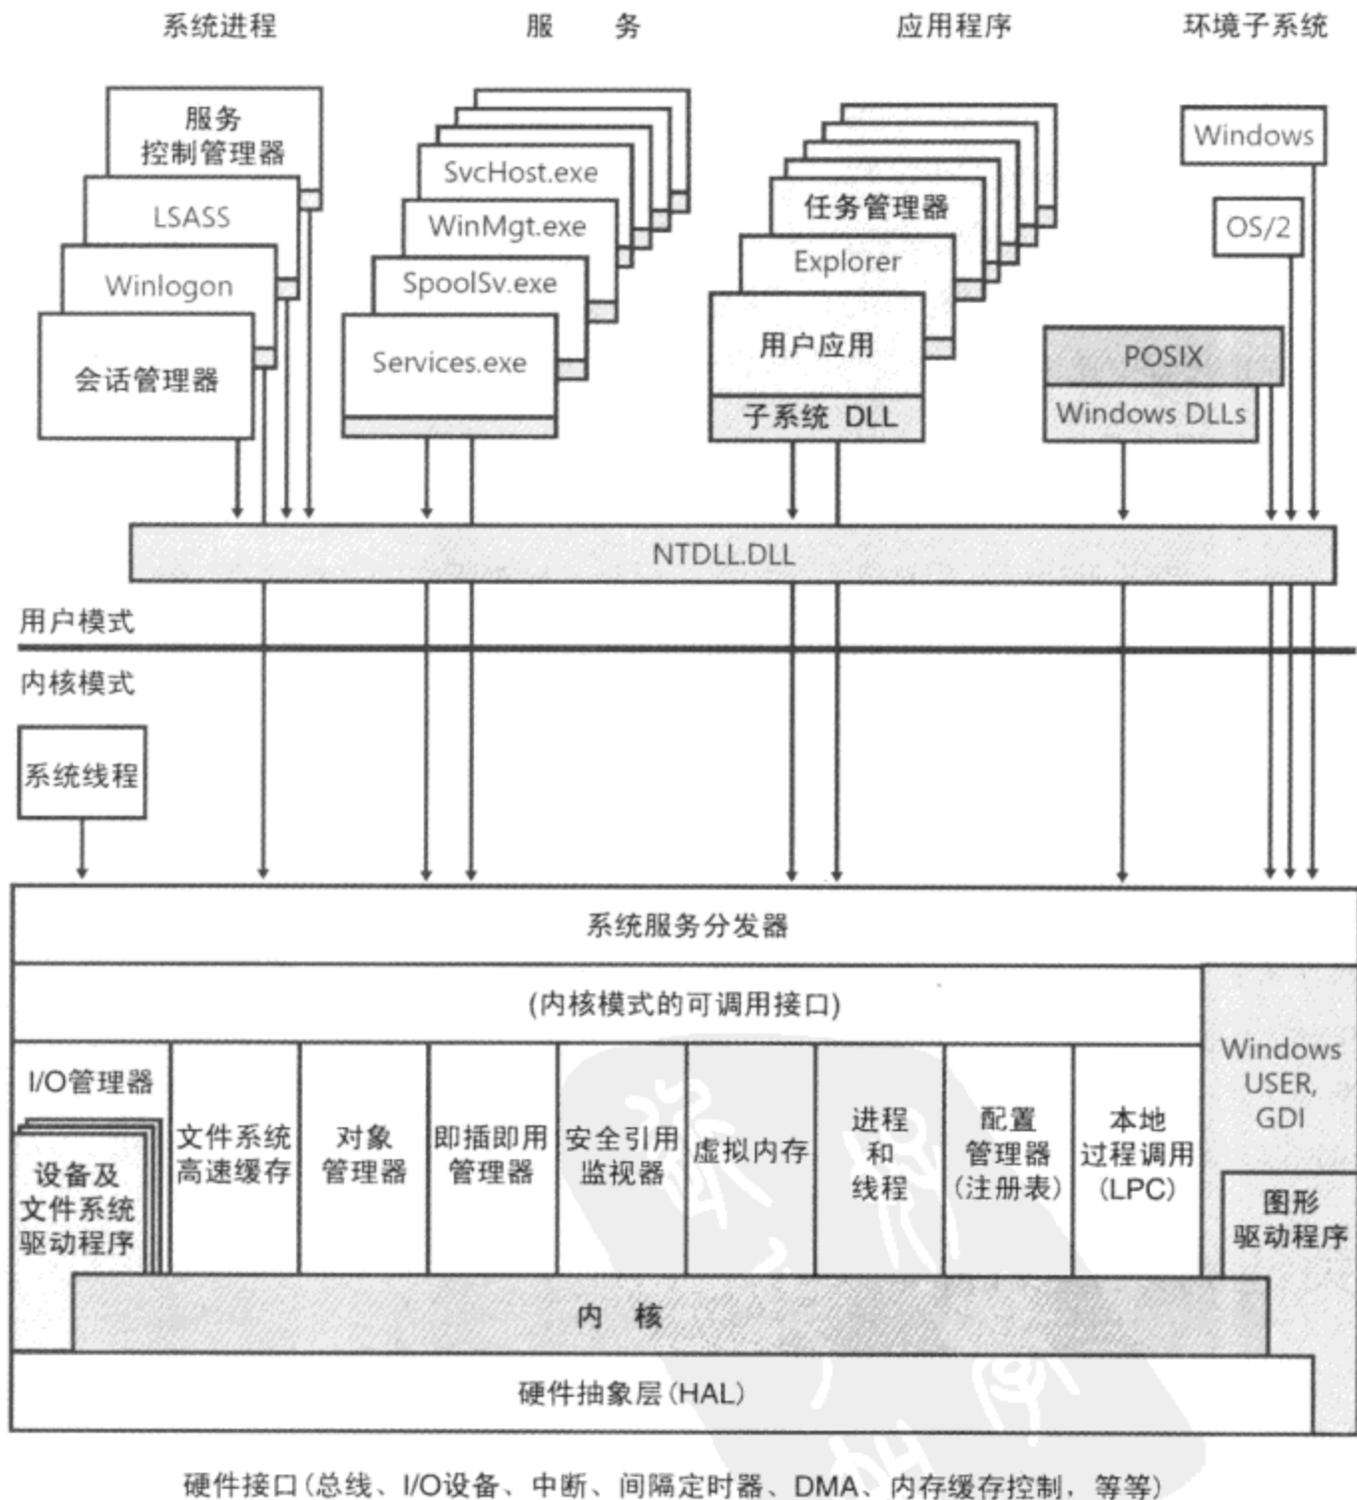 系统进程
服 务
应用程序
环境子系统
服务
控制管理器
LSASS
Winlogon
会话管理器
SvcHost.exe
WinMgt.exe
SpoolSv.exe
Services.exe
任务管理器
Explorer
用户应用
子系统 DLL
Windows
OS/2
POSIX
Windows DLLs
NTDLL.DLL
用户模式
内核模式
系统线程
系统服务分发器
(内核模式的可调用接口)
I/O管理器
设备及
文件系统
驱动程序
文件系统
高速缓存
对象
管理器
即插即用
管理器
安全引用
监视器
虚拟内存
进程
和
线程
配置
管理器
(注册表)
本地
过程调用
(LPC)
Windows
USER,
GDI
图形
驱动程序
内 核
硬件抽象层(HAL)
硬件接口(总线、I/O设备、中断、间隔定时器、DMA、内存缓存控制，等等)